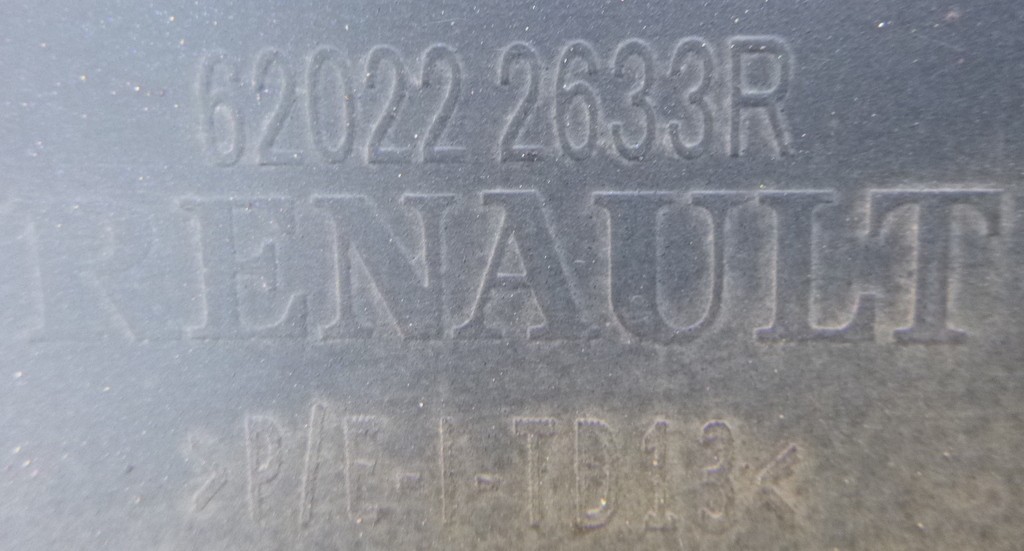 62022 2633R
RENAULT
>P/E-I-TD13<